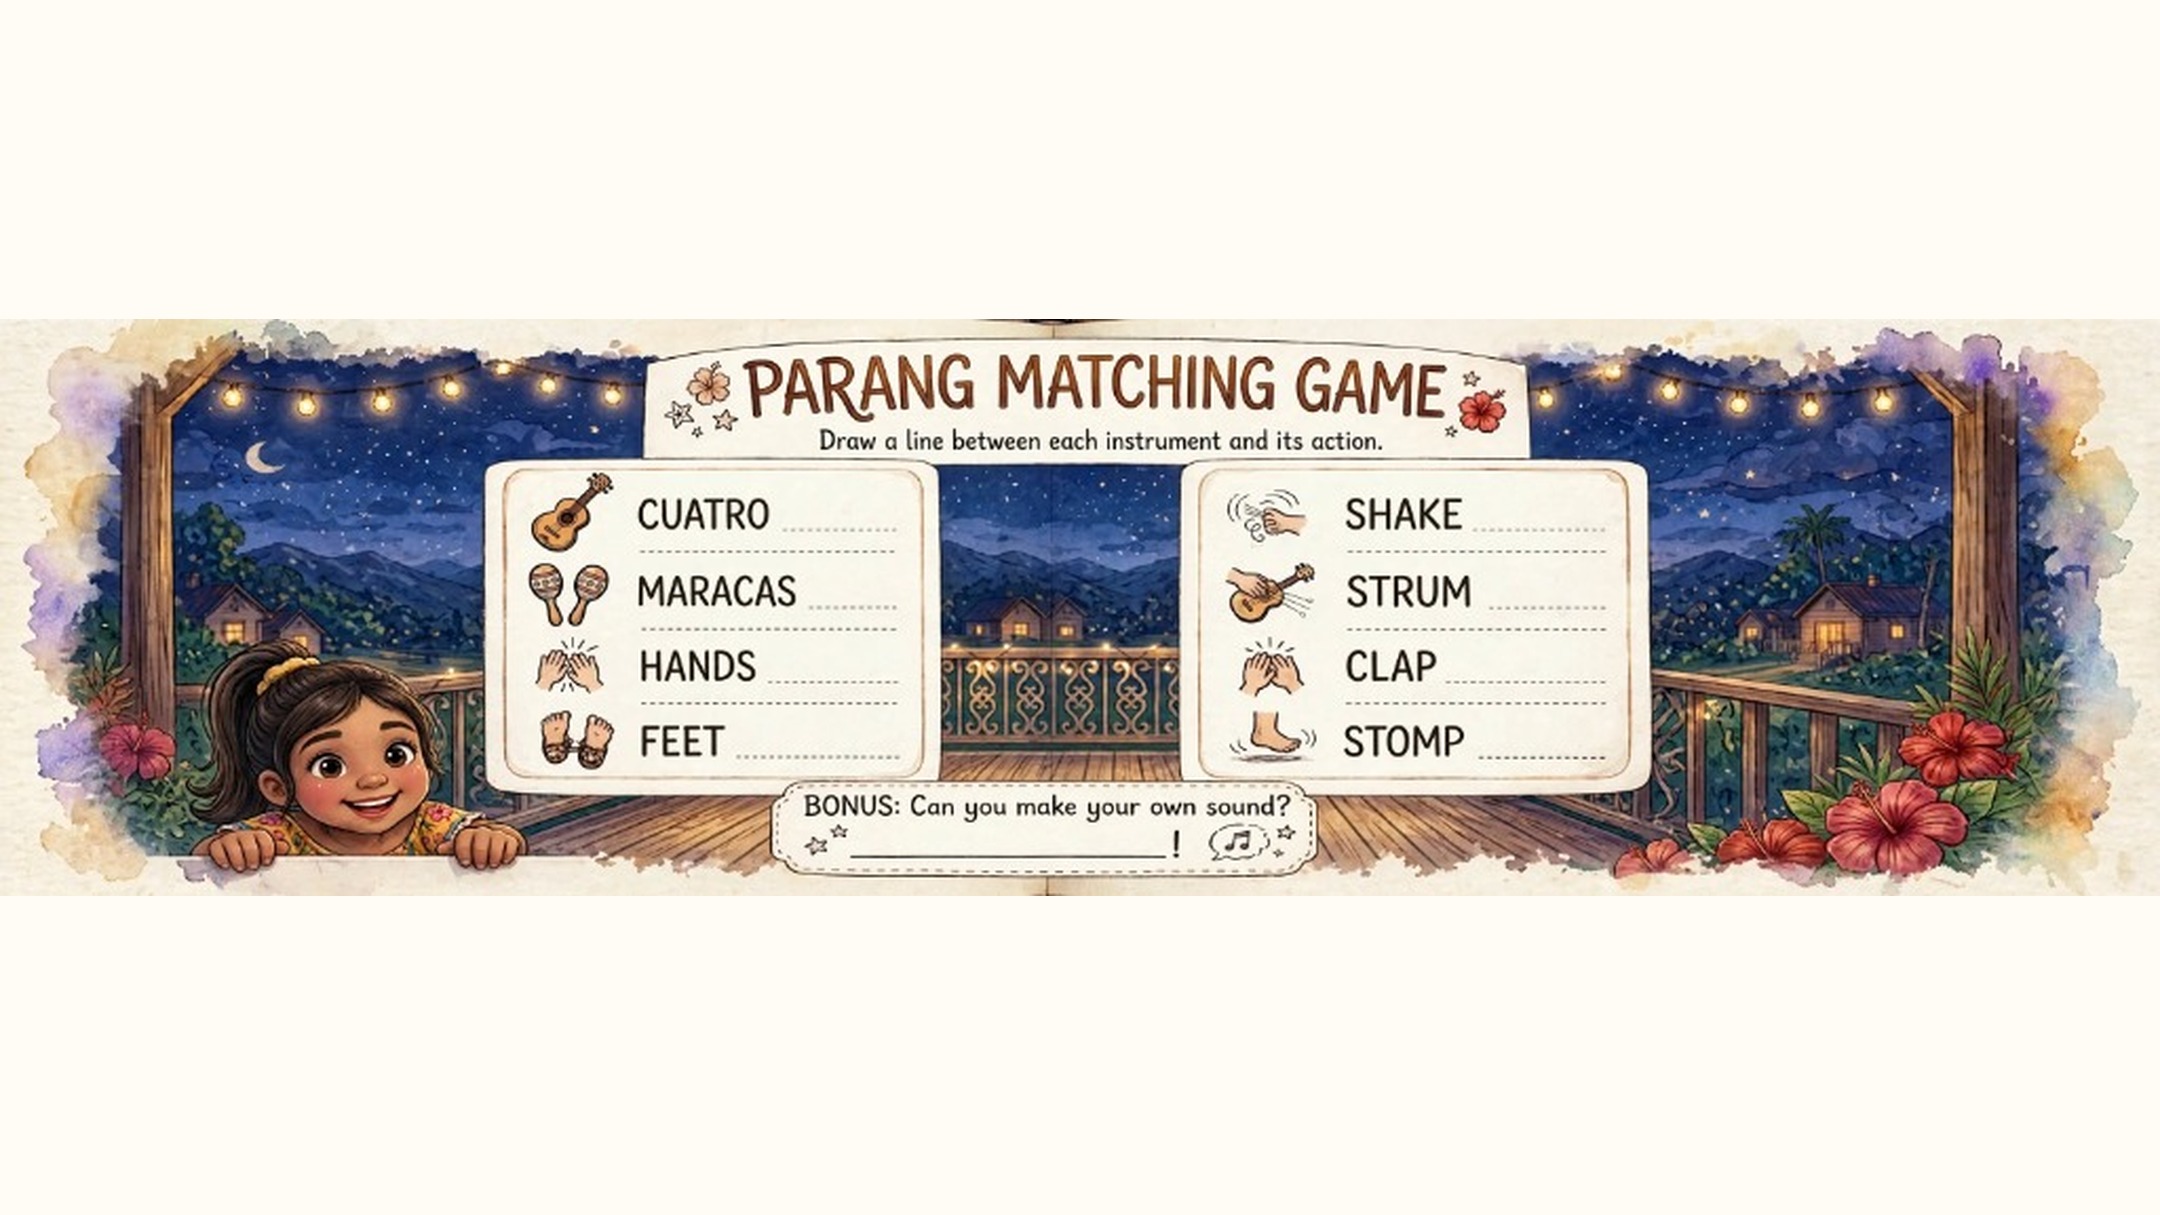 PARANG MATCHING GAME
Draw a line between each instrument and its action.
CUATRO
MARACAS
HANDS
FEET
SHAKE
STRUM
CLAP
STOMP
BONUS: Can you make your own sound?
!